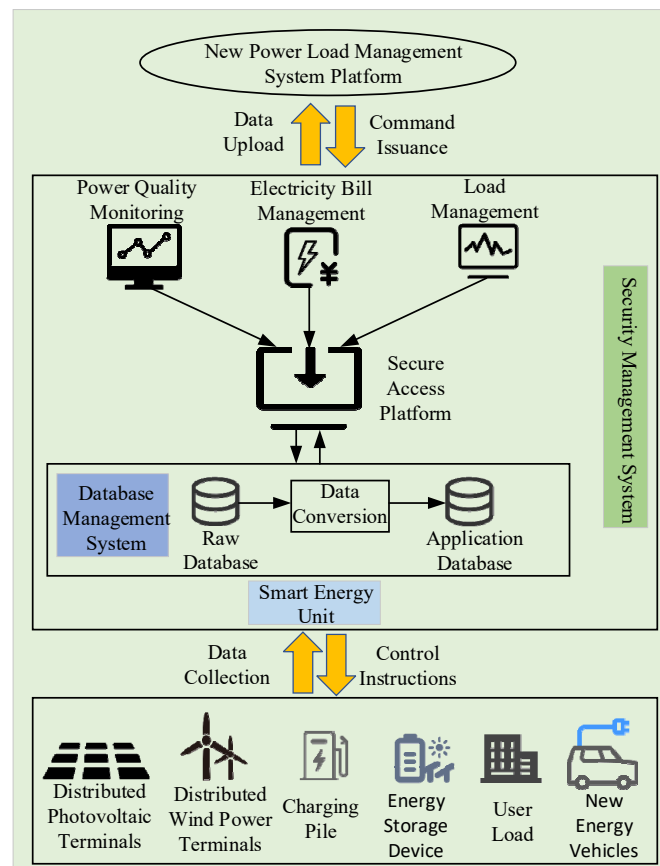 New Power Load Management
System Platform
Data
Upload
Command
Issuance
Power Quality
Monitoring
Electricity Bill
Management
Load
Management
¥
Secure
Access
Platform
Security Management System
Database
Management
System
Raw
Database
Data
Conversion
Application
Database
Smart Energy
Unit
Data
Collection
Control
Instructions
Distributed
Photovoltaic
Terminals
Distributed
Wind Power
Terminals
Charging
Pile
Energy
Storage
Device
User
Load
New
Energy
Vehicles